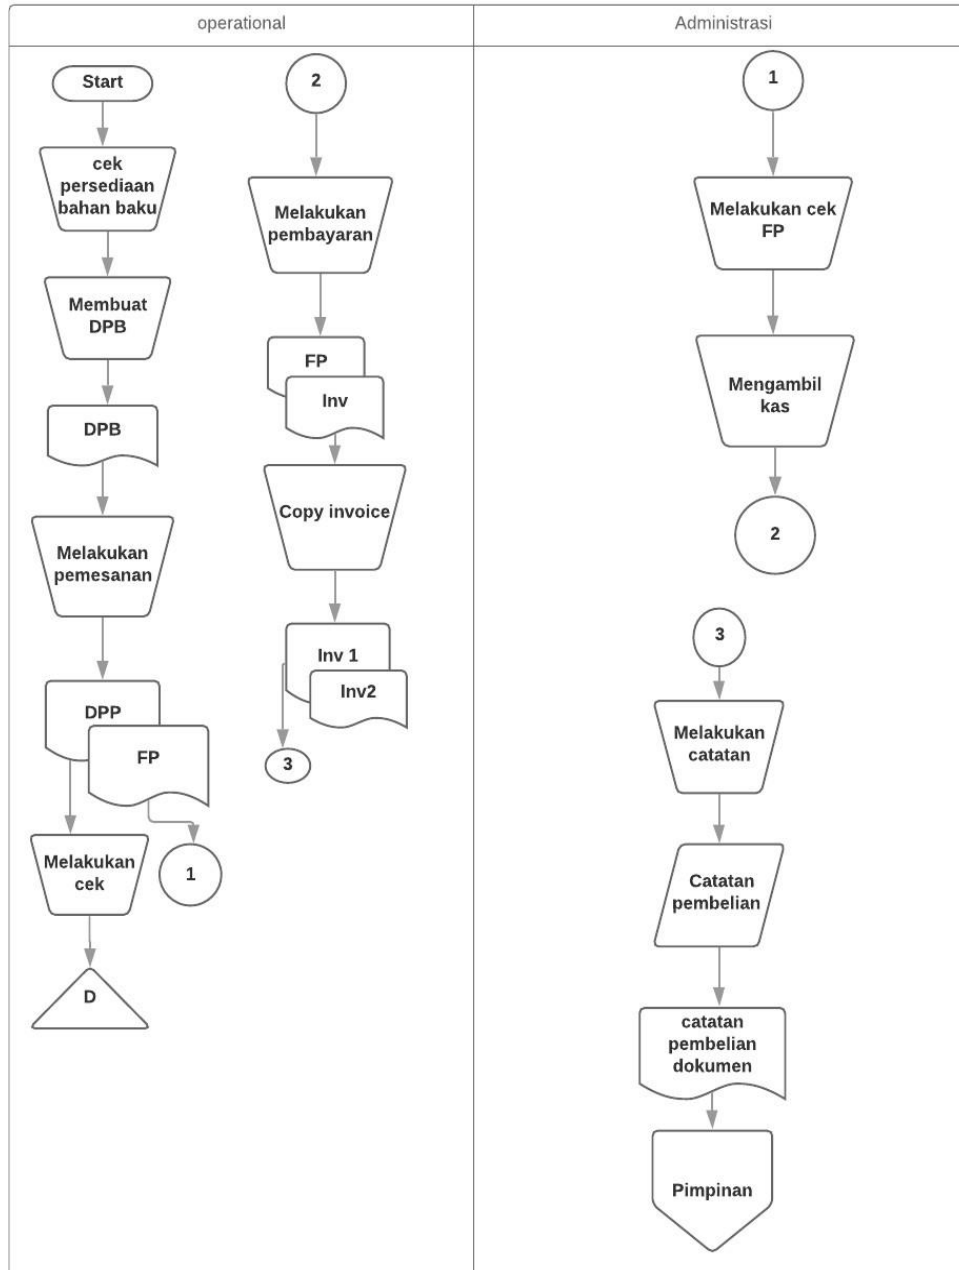 operational
Start
cek
persediaan
bahan baku
Membuat
DPB
DPB
Melakukan
pemesanan
DPP
FP
Melakukan
cek
1
D
2
Melakukan
pembayaran
FP
Inv
Copy invoice
Inv 1
Inv2
3
Administrasi
1
Melakukan cek
FP
Mengambil
kas
2
3
Melakukan
catatan
Catatan
pembelian
catatan
pembelian
dokumen
Pimpinan